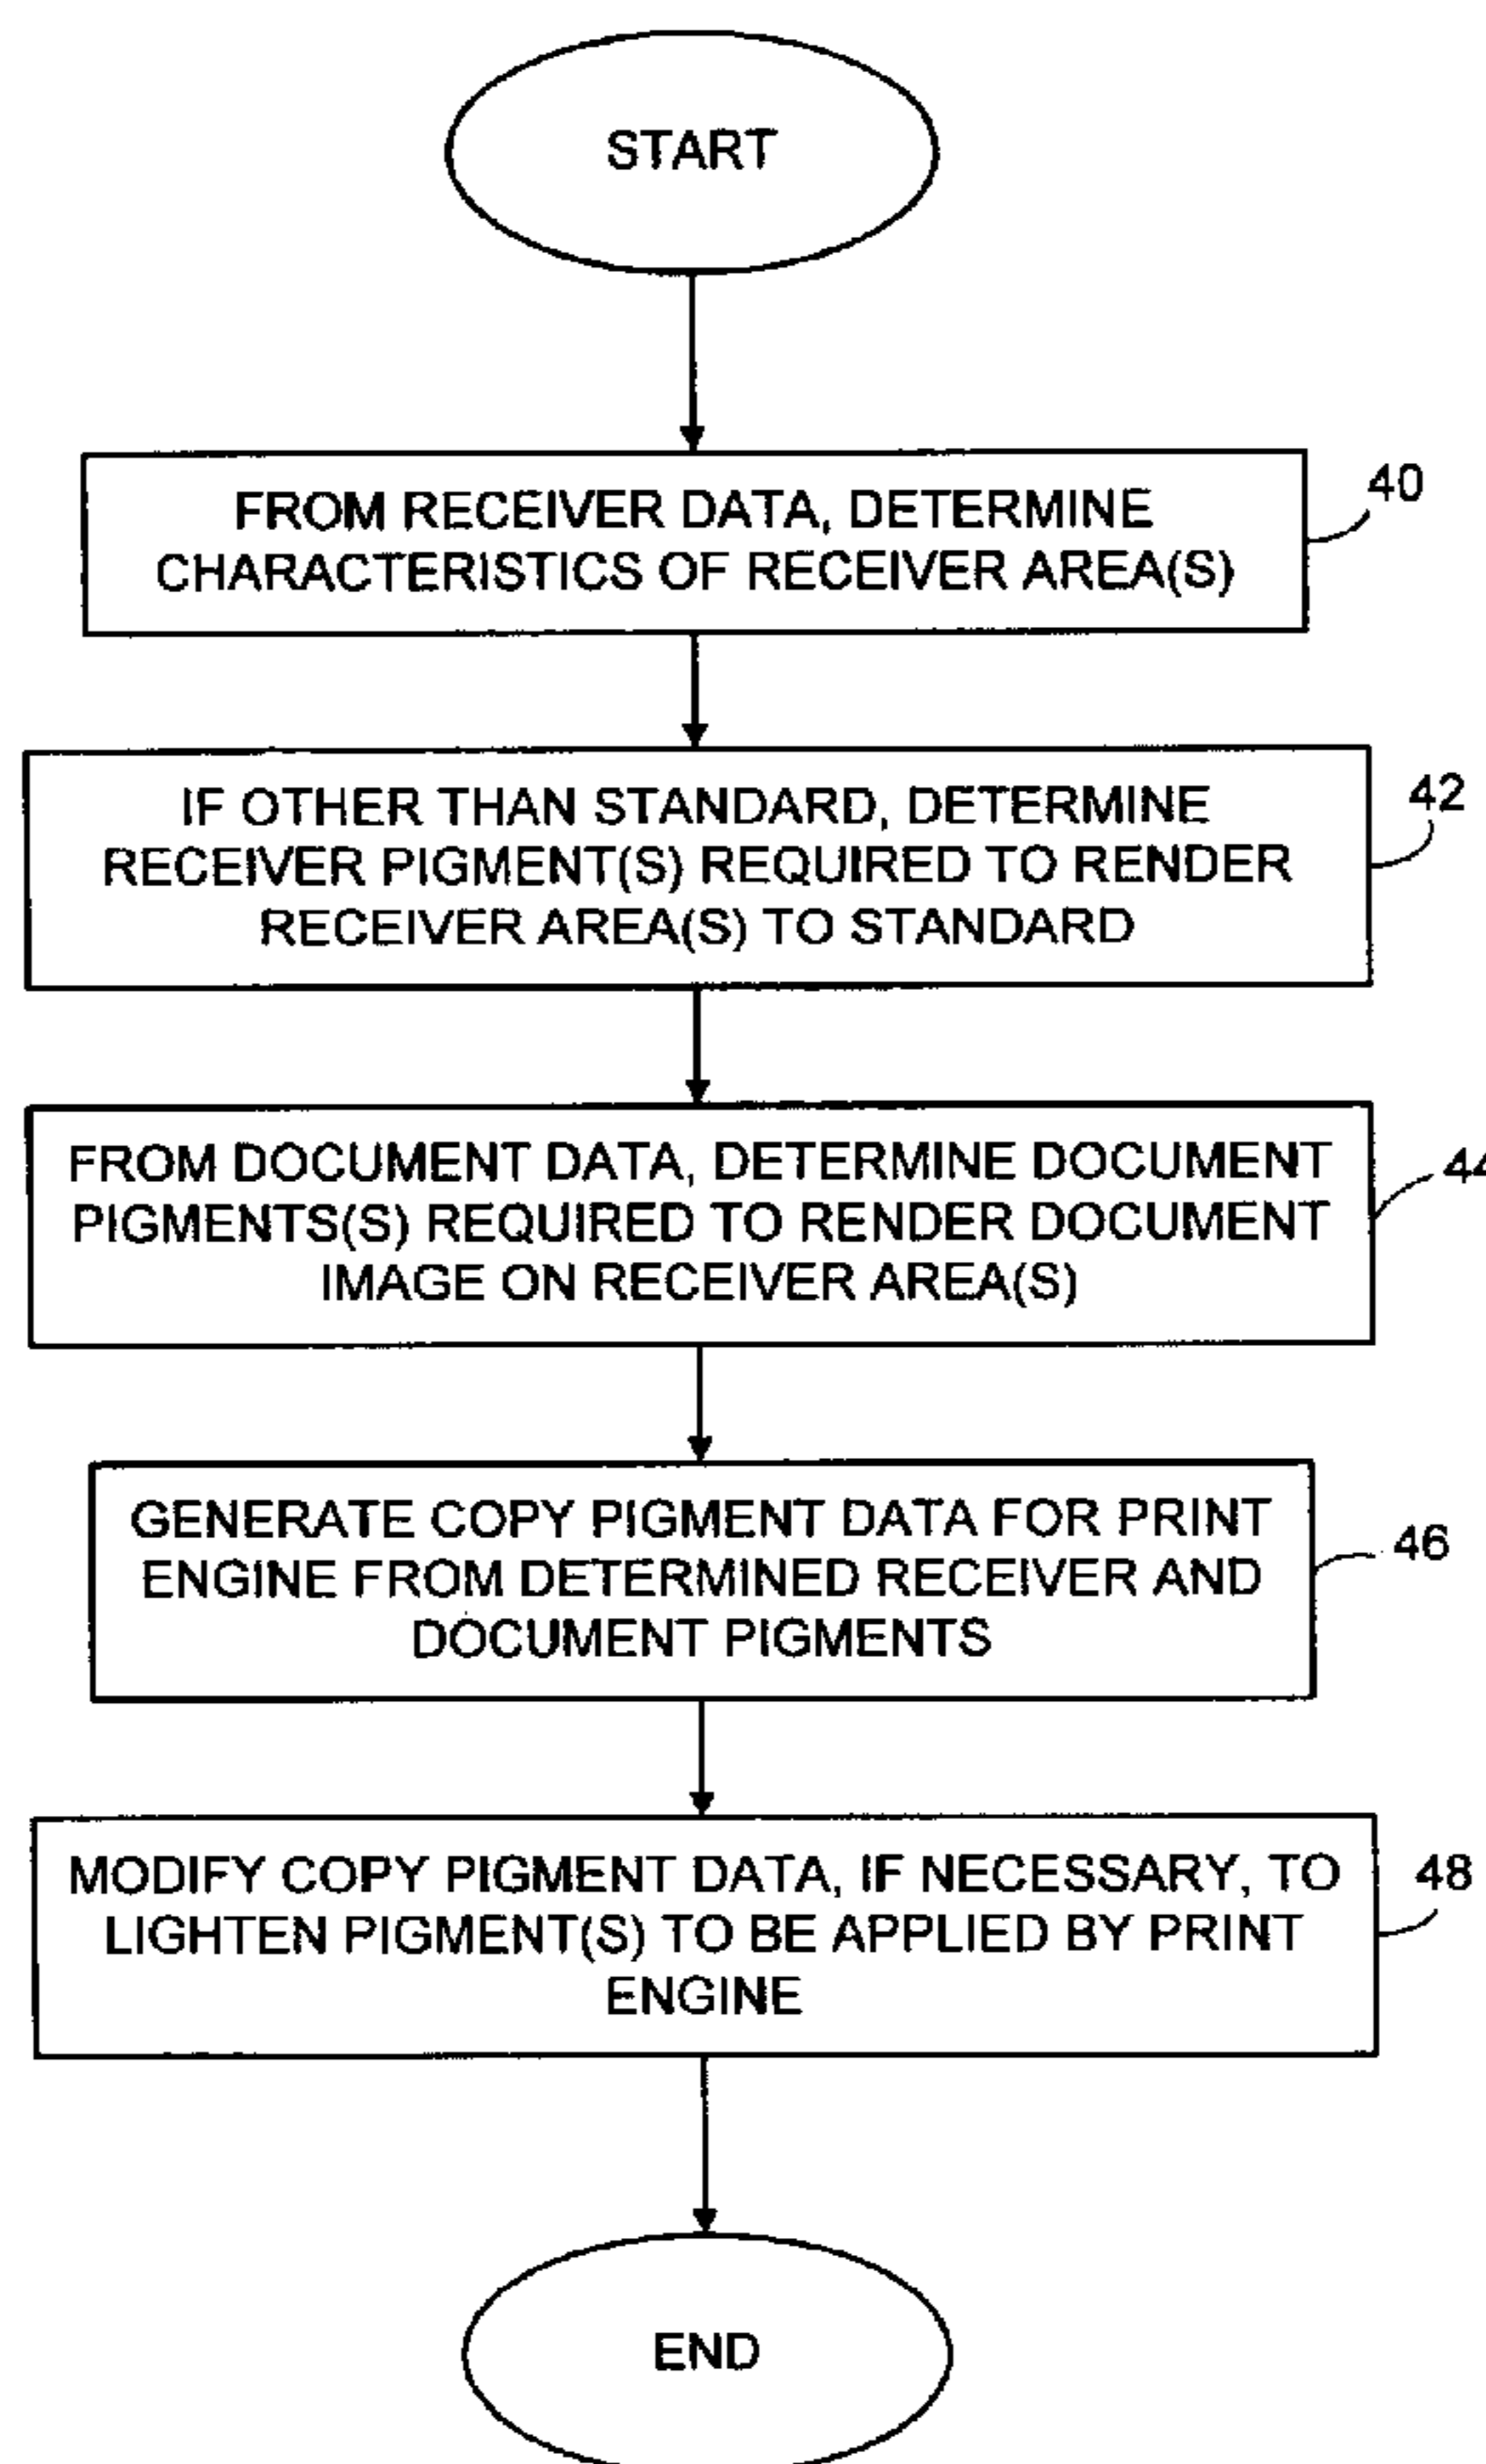 START
FROM RECEIVER DATA, DETERMINE
CHARACTERISTICS OF RECEIVER AREA(S)
40
IF OTHER THAN STANDARD, DETERMINE
RECEIVER PIGMENT(S) REQUIRED TO RENDER
RECEIVER AREA(S) TO STANDARD
42
FROM DOCUMENT DATA, DETERMINE DOCUMENT
PIGMENTS(S) REQUIRED TO RENDER DOCUMENT
IMAGE ON RECEIVER AREA(S)
44
GENERATE COPY PIGMENT DATA FOR PRINT
ENGINE FROM DETERMINED RECEIVER AND
DOCUMENT PIGMENTS
46
MODIFY COPY PIGMENT DATA, IF NECESSARY, TO
LIGHTEN PIGMENT(S) TO BE APPLIED BY PRINT
ENGINE
48
END